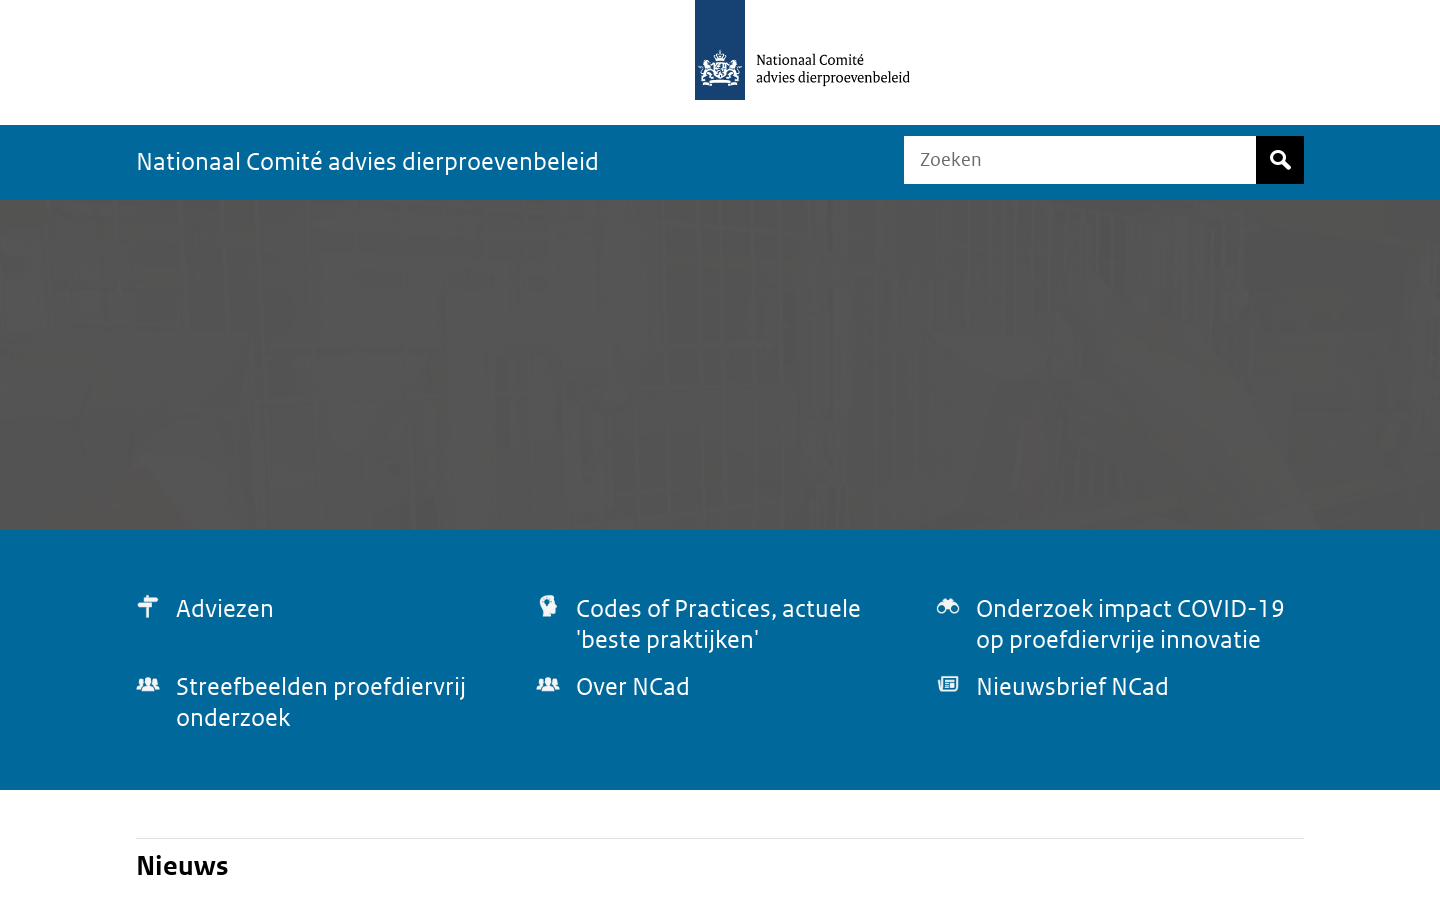 Nationaal Comité
advies dierproevenbeleid
Nationaal Comité advies dierproevenbeleid
Zoeken
Adviezen
Codes of Practices, actuele
'beste praktijken'
Onderzoek impact COVID-19
op proefdiervrije innovatie
Streefbeelden proefdiervrij
onderzoek
Over NCad
Nieuwsbrief NCad
Nieuws